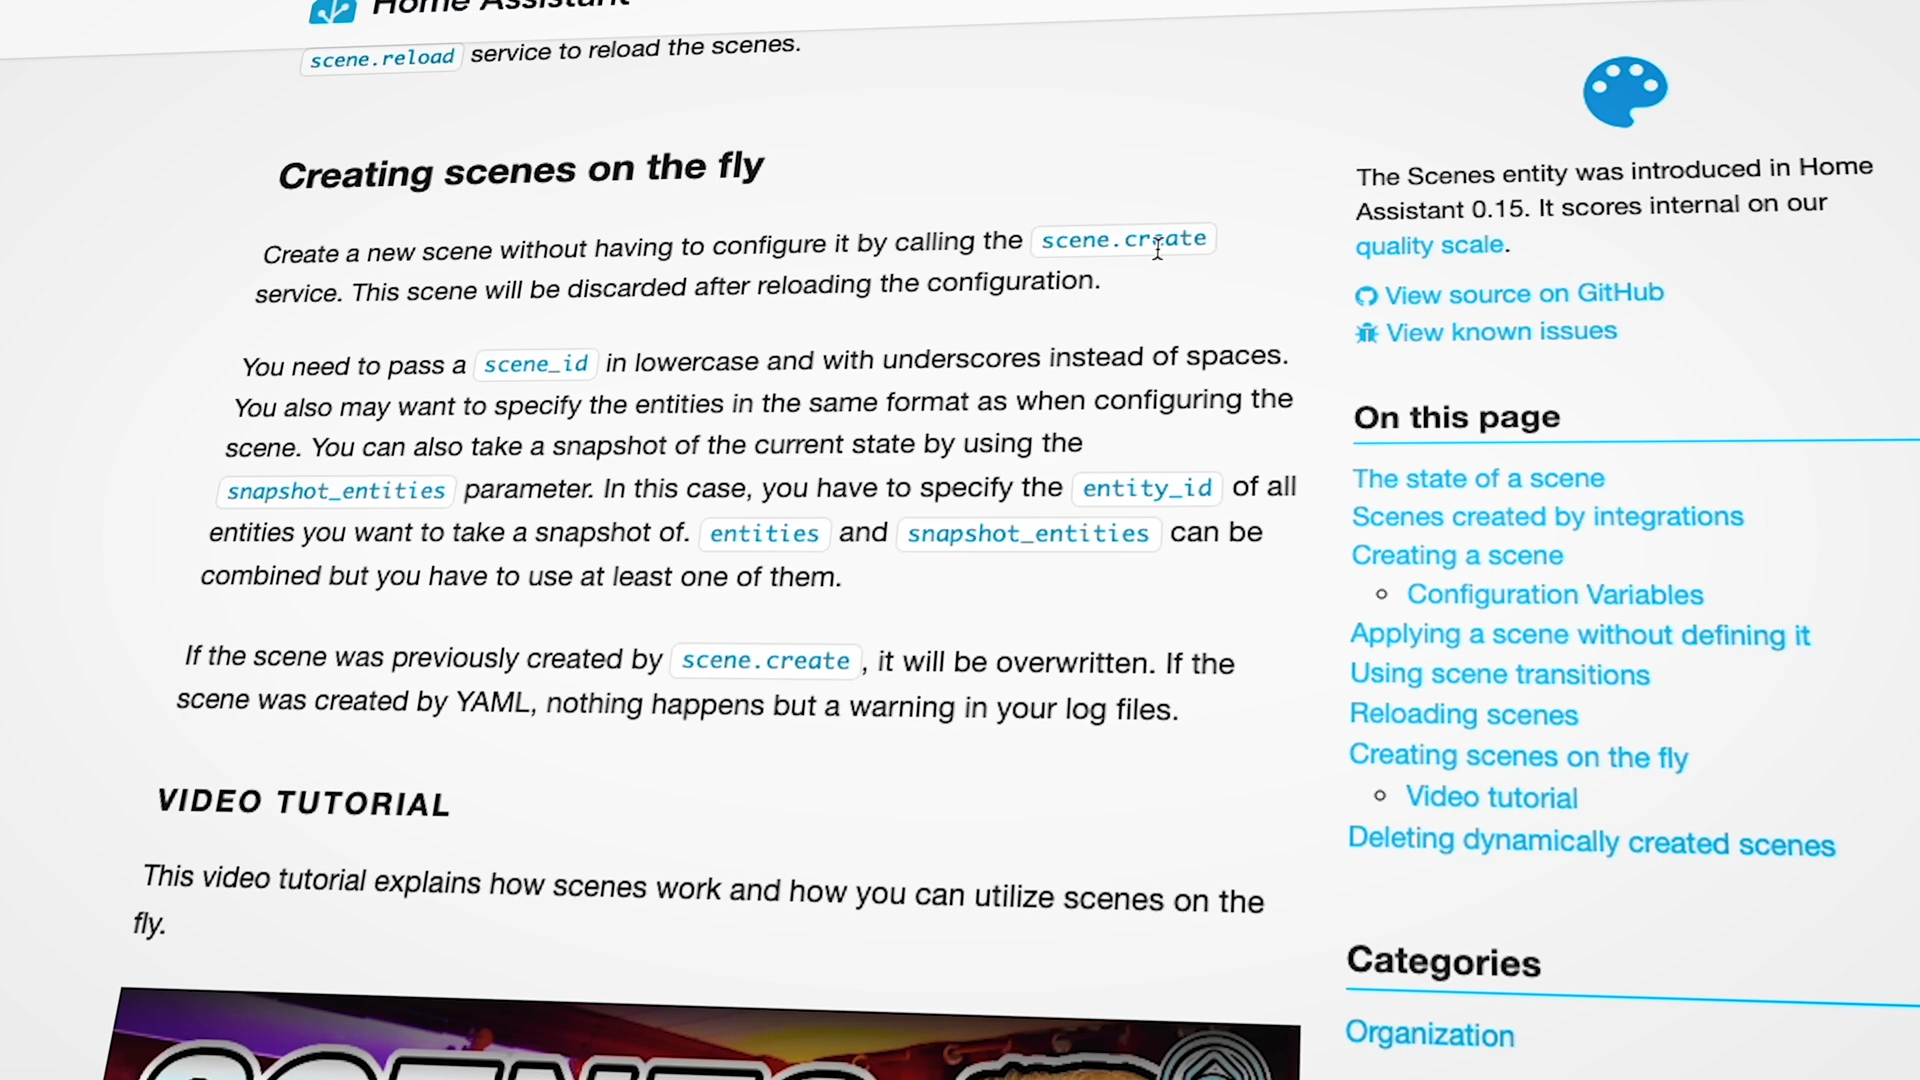 Home Assistant
scene.reload service to reload the scenes.
Creating scenes on the fly
Create a new scene without having to configure it by calling the scene.create
service. This scene will be discarded after reloading the configuration.
You need to pass a scene_id in lowercase and with underscores instead of spaces.
You also may want to specify the entities in the same format as when configuring the
scene. You can also take a snapshot of the current state by using the
snapshot_entities parameter. In this case, you have to specify the entity_id of all
entities you want to take a snapshot of. entities and snapshot_entities can be
combined but you have to use at least one of them.
If the scene was previously created by scene.create, it will be overwritten. If the
scene was created by YAML, nothing happens but a warning in your log files.
VIDEO TUTORIAL
This video tutorial explains how scenes work and how you can utilize scenes on the
fly.
The Scenes entity was introduced in Home
Assistant 0.15. It scores internal on our
quality scale.
View source on GitHub
View known issues
On this page
The state of a scene
Scenes created by integrations
Creating a scene
Configuration Variables
Applying a scene without defining it
Using scene transitions
Reloading scenes
Creating scenes on the fly
Video tutorial
Deleting dynamically created scenes
Categories
Organization